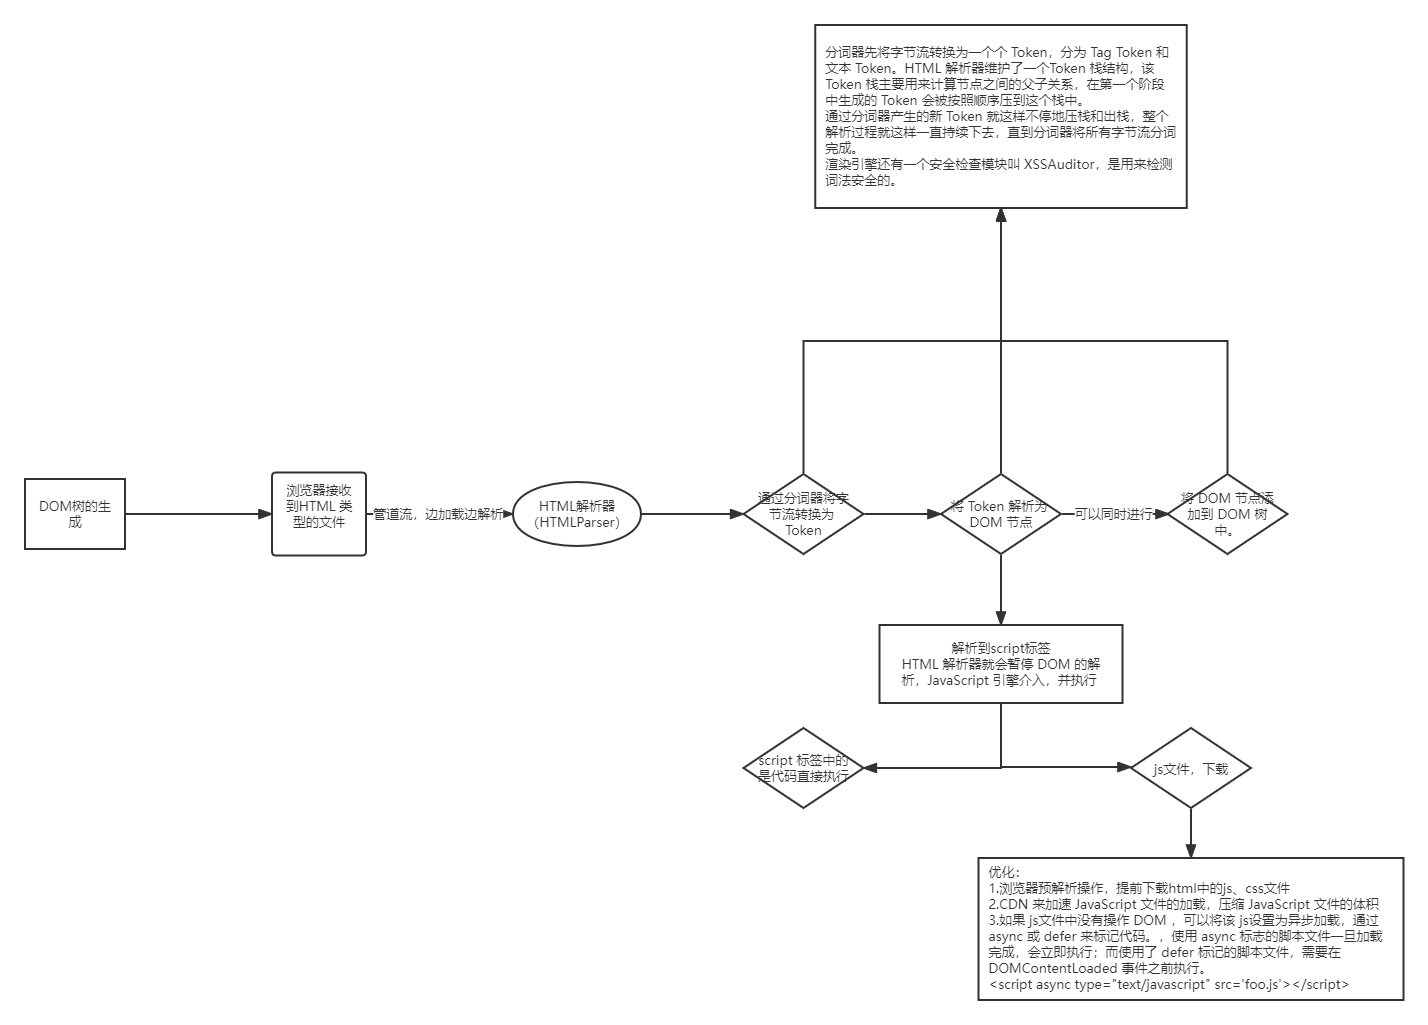 分词器先将字节流转换为一个个 Token，分为 Tag Token 和
文本 Token。HTML 解析器维护了一个Token 栈结构，该
Token 栈主要用来计算节点之间的父子关系，在第一个阶段
中生成的 Token 会被按照顺序压到这个栈中。
通过分词器产生的新 Token 就这样不停地压栈和出栈，整个
解析过程就这样一直持续下去，直到分词器将所有字节流分词
完成。
渲染引擎还有一个安全检查模块叫 XSSAuditor，是用来检测
词法安全的。
DOM树的生
成
浏览器接收
到HTML 类
型的文件
管道流，边加载边解析
HTML解析器
（HTMLParser）
通过分词器将字
节流转换为
Token
将 Token 解析为
DOM 节点
可以同时进行
将 DOM 节点添
加到 DOM 树
中。
解析到script标签
HTML 解析器就会暂停 DOM 的解
析，JavaScript 引擎介入，并执行
script 标签中的
是代码直接执行
js文件，下载
优化：
1.浏览器预解析操作，提前下载html中的js、css文件
2.CDN 来加速 JavaScript 文件的加载，压缩 JavaScript 文件的体积
3.如果 js文件中没有操作 DOM ，可以将该 js设置为异步加载，通过
async 或 defer 来标记代码。，使用 async 标志的脚本文件一旦加载
完成，会立即执行；而使用了 defer 标记的脚本文件，需要在
DOMContentLoaded 事件之前执行。
<script async type="text/javascript" src='foo.js'></script>